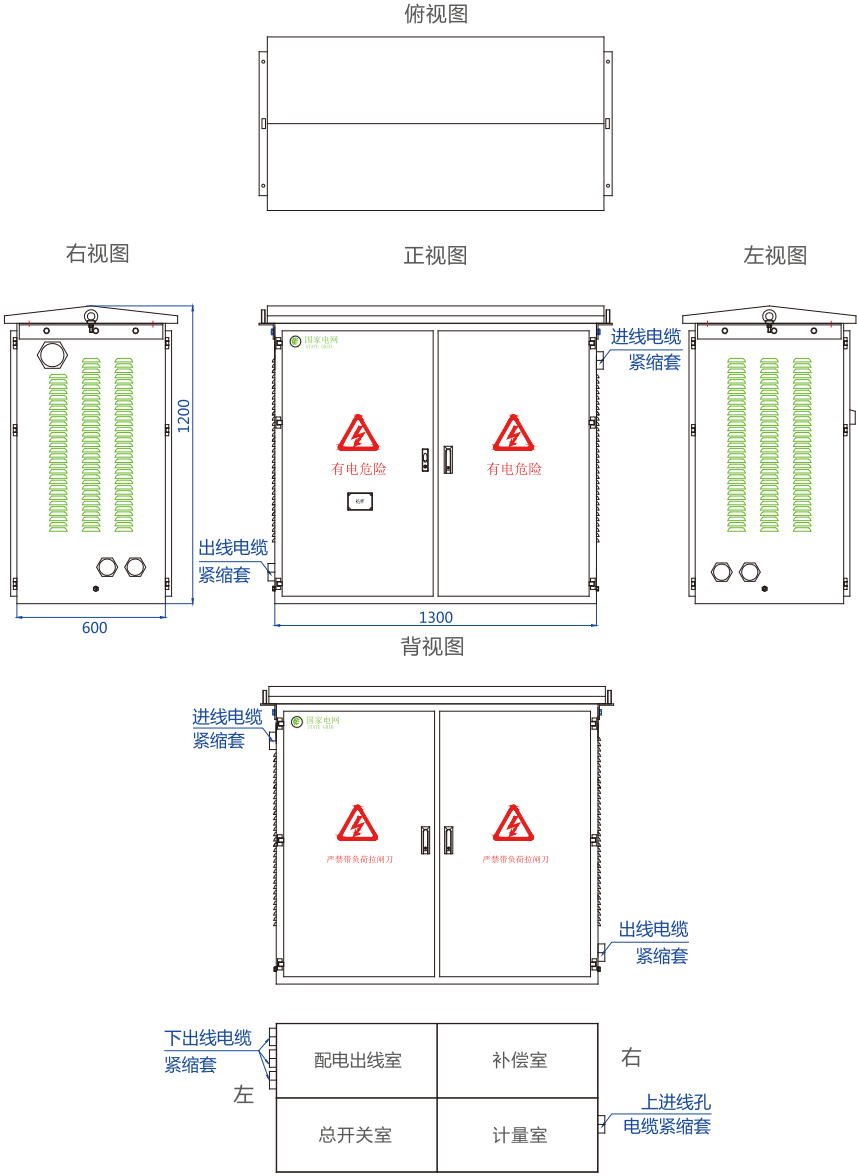 俯视图
右视图
正视图
左视图
国家电网
STATE GRID
进线电缆
紧缩套
1200
有电危险
有电危险
出线电缆
紧缩套
600
1300
背视图
进线电缆
紧缩套
国家电网
STATE GRID
严禁带负荷拉闸刀
严禁带负荷拉闸刀
出线电缆
紧缩套
下出线电缆
紧缩套
左
配电出线室
补偿室
右
总开关室
计量室
上进线孔
电缆紧缩套